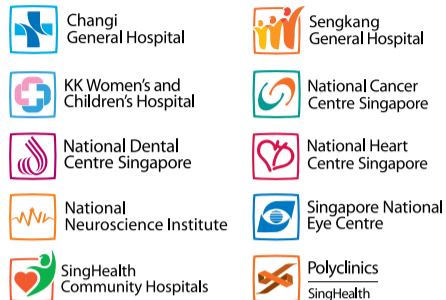 Changi
General Hospital
Sengkang
General Hospital
KK Women's and
Children's Hospital
National Cancer
Centre Singapore
National Dental
Centre Singapore
National Heart
Centre Singapore
National
Neuroscience Institute
Singapore National
Eye Centre
SingHealth
Community Hospitals
Polyclinics
SingHealth